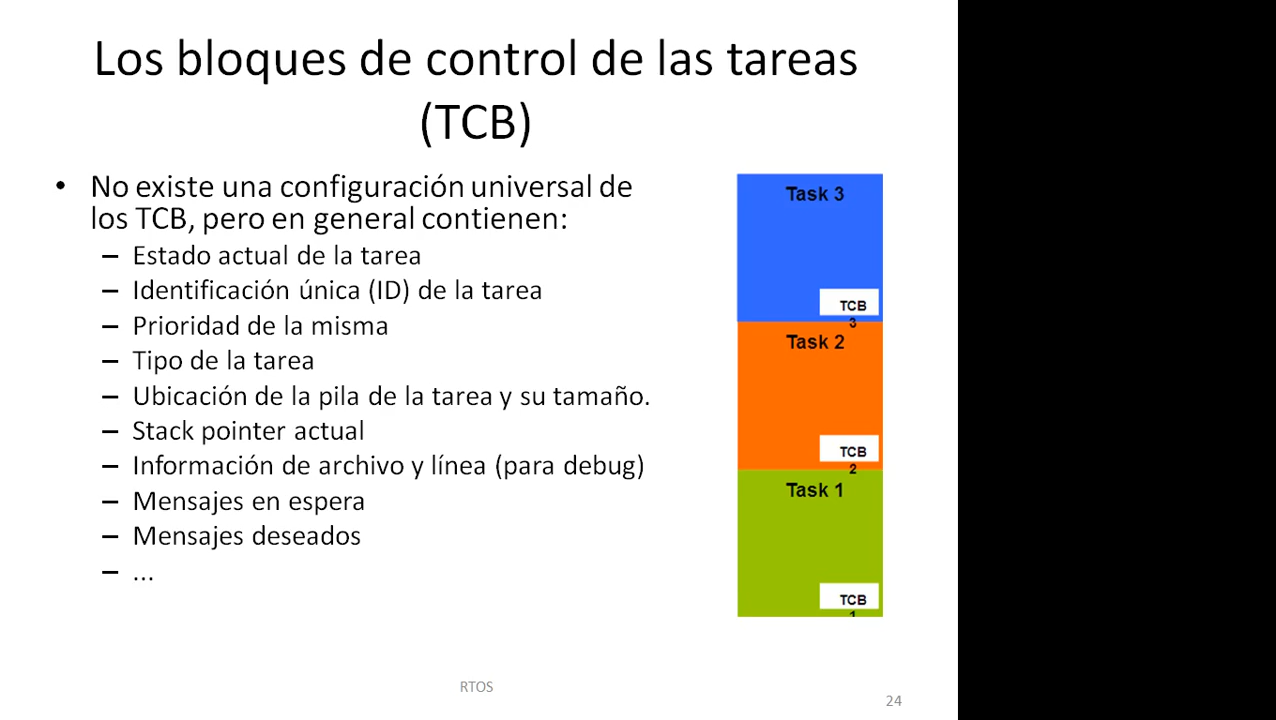 Los bloques de control de las tareas
(TCB)
• No existe una configuración universal de
los TCB, pero en general contienen:
– Estado actual de la tarea
– Identificación única (ID) de la tarea
– Prioridad de la misma
– Tipo de la tarea
– Ubicación de la pila de la tarea y su tamaño.
– Stack pointer actual
– Información de archivo y línea (para debug)
– Mensajes en espera
– Mensajes deseados
– ...
Task 3
TCB
3
Task 2
TCB
2
Task 1
TCB
1
RTOS
24